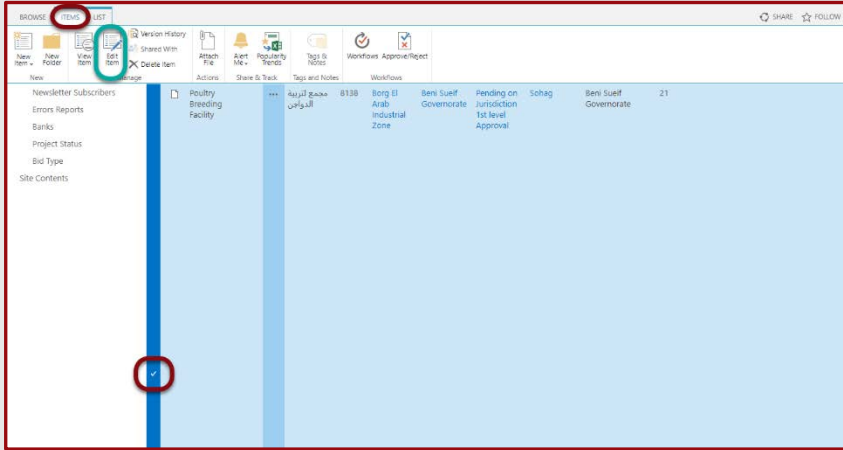 BROWSE ITEMS LIST
SHARE FOLLOW
New Item
New Folder
View Item
Edit Item
Version History
Shared With
Delete Item
Attach File
Alert Me
Popularity Trends
Tags & Notes
Workflows
Approve/Reject
New
Manage
Actions
Share & Track
Tags and Notes
Workflows
Newsletter Subscribers
Errors Reports
Banks
Project Status
Bid Type
Site Contents
Poultry
Breeding
Facility
...
مجمع لتربية
الدواجن
8138
Borg El
Arab
Industrial
Zone
Beni Sueif
Governorate
Pending on
Jurisdiction
1st level
Approval
Sohag
Beni Sueif
Governorate
21